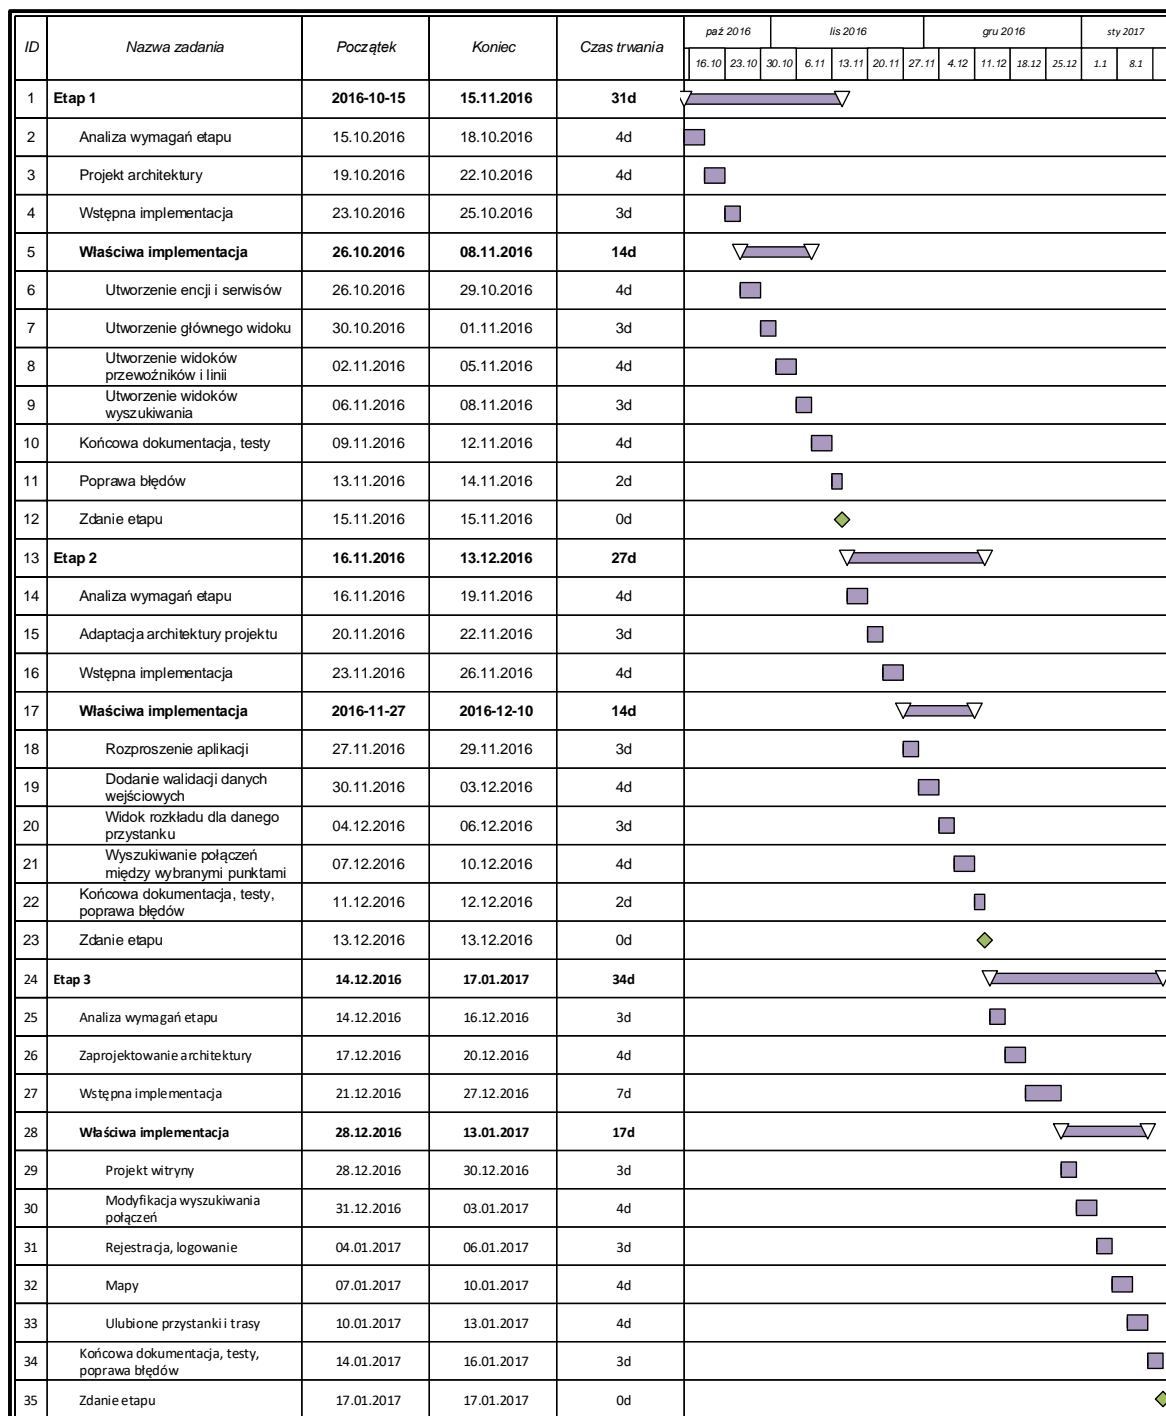 ID Nazwa zadania Początek Koniec Czas trwania
paź 2016 lis 2016 gru 2016 sty 2017
16.10 23.10 30.10 6.11 13.11 20.11 27.11 4.12 11.12 18.12 25.12 1.1 8.1
1 Etap 1 2016-10-15 15.11.2016 31d
2 Analiza wymagań etapu 15.10.2016 18.10.2016 4d
3 Projekt architektury 19.10.2016 22.10.2016 4d
4 Wstępna implementacja 23.10.2016 25.10.2016 3d
5 Właściwa implementacja 26.10.2016 08.11.2016 14d
6 Utworzenie encji i serwisów 26.10.2016 29.10.2016 4d
7 Utworzenie głównego widoku 30.10.2016 01.11.2016 3d
8 Utworzenie widoków
przewoźników i linii 02.11.2016 05.11.2016 4d
9 Utworzenie widoków
wyszukiwania 06.11.2016 08.11.2016 3d
10 Końcowa dokumentacja, testy 09.11.2016 12.11.2016 4d
11 Poprawa błędów 13.11.2016 14.11.2016 2d
12 Zdanie etapu 15.11.2016 15.11.2016 0d
13 Etap 2 16.11.2016 13.12.2016 27d
14 Analiza wymagań etapu 16.11.2016 19.11.2016 4d
15 Adaptacja architektury projektu 20.11.2016 22.11.2016 3d
16 Wstępna implementacja 23.11.2016 26.11.2016 4d
17 Właściwa implementacja 2016-11-27 2016-12-10 14d
18 Rozproszenie aplikacji 27.11.2016 29.11.2016 3d
19 Dodanie walidacji danych
wejściowych 30.11.2016 03.12.2016 4d
20 Widok rozkładu dla danego
przystanku 04.12.2016 06.12.2016 3d
21 Wyszukiwanie połączeń
między wybranymi punktami 07.12.2016 10.12.2016 4d
22 Końcowa dokumentacja, testy,
poprawa błędów 11.12.2016 12.12.2016 2d
23 Zdanie etapu 13.12.2016 13.12.2016 0d
24 Etap 3 14.12.2016 17.01.2017 34d
25 Analiza wymagań etapu 14.12.2016 16.12.2016 3d
26 Zaprojektowanie architektury 17.12.2016 20.12.2016 4d
27 Wstępna implementacja 21.12.2016 27.12.2016 7d
28 Właściwa implementacja 28.12.2016 13.01.2017 17d
29 Projekt witryny 28.12.2016 30.12.2016 3d
30 Modyfikacja wyszukiwania
połączeń 31.12.2016 03.01.2017 4d
31 Rejestracja, logowanie 04.01.2017 06.01.2017 3d
32 Mapy 07.01.2017 10.01.2017 4d
33 Ulubione przystanki i trasy 10.01.2017 13.01.2017 4d
34 Końcowa dokumentacja, testy,
poprawa błędów 14.01.2017 16.01.2017 3d
35 Zdanie etapu 17.01.2017 17.01.2017 0d